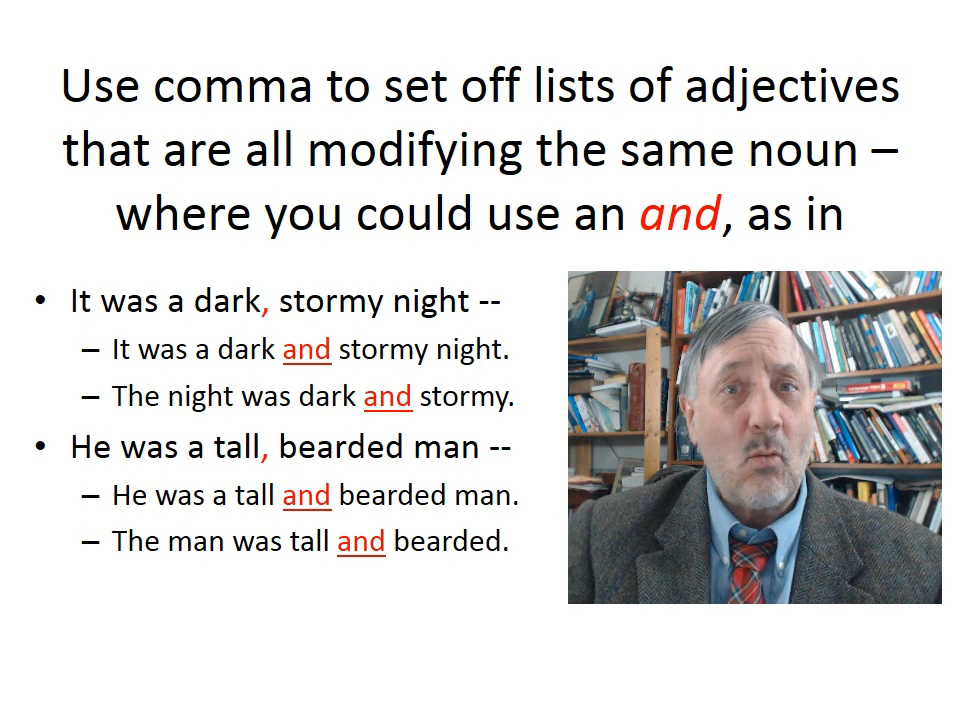 Use comma to set off lists of adjectives
that are all modifying the same noun –
where you could use an and, as in
• It was a dark, stormy night --
– It was a dark and stormy night.
– The night was dark and stormy.
• He was a tall, bearded man --
– He was a tall and bearded man.
– The man was tall and bearded.